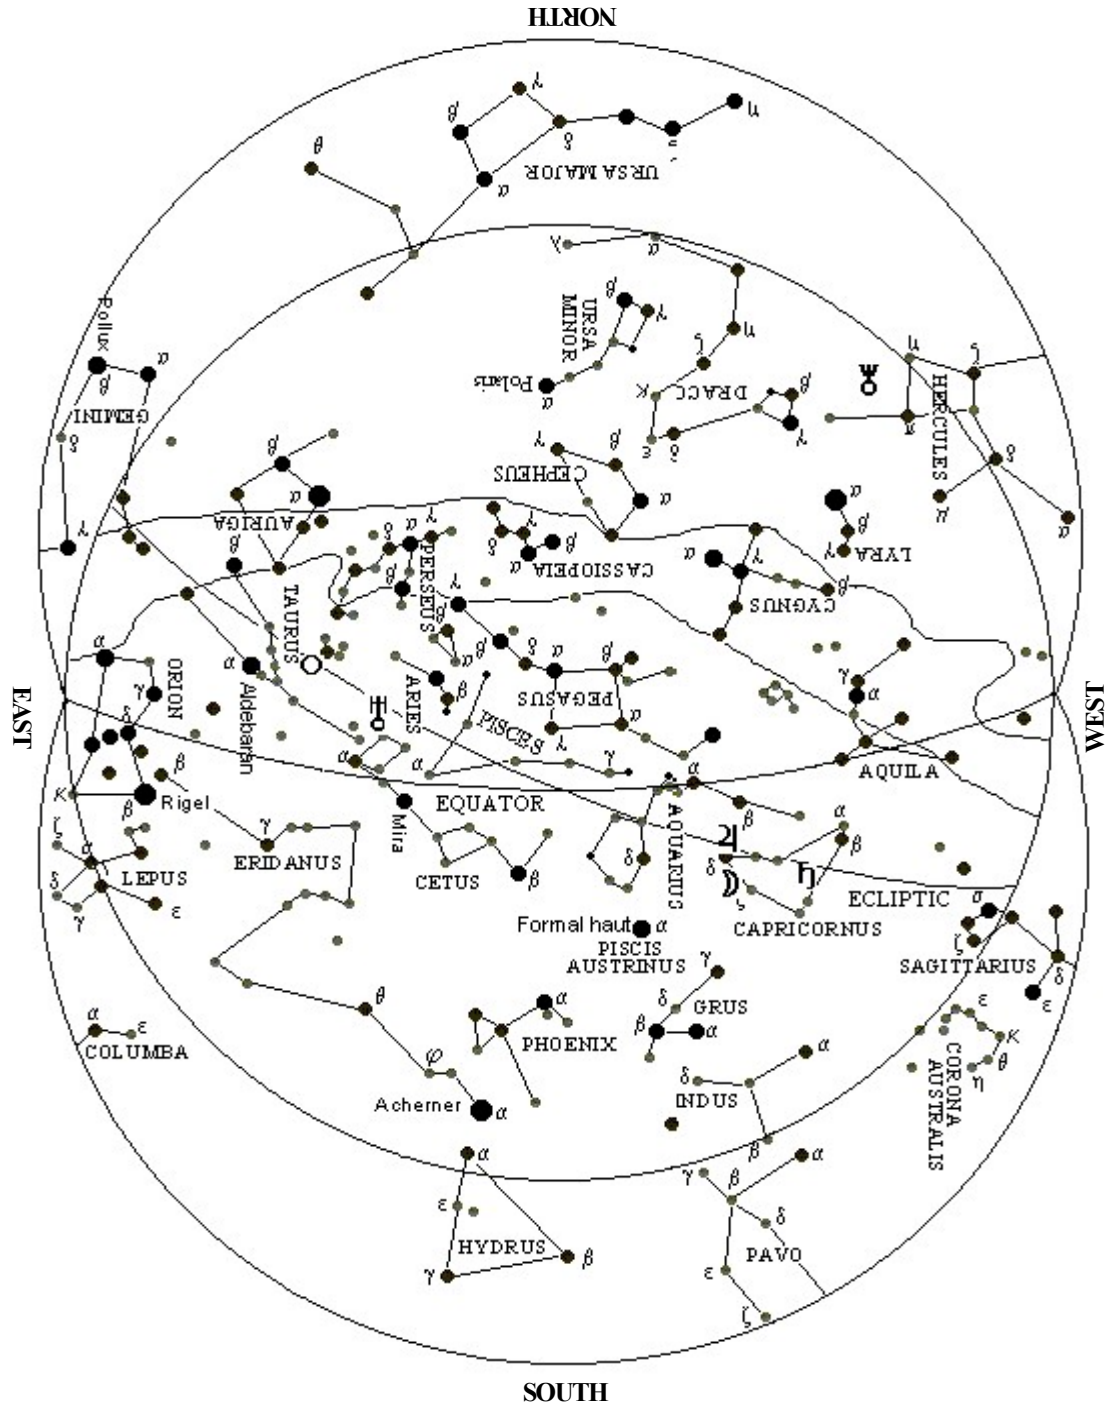 NORTH
θ
β
γ
α
δ
η
URSA MAJOR
λ
α
Pollux
α
β
GEMINI
δ
γ
URSA
MINOR
β
γ
Polaris
α
η
ζ
DRACC
κ
ε
δ
β
γ
η
ζ
HERCULES
π
δ
μ
α
β
α
AURIGA
γ
β
CEPHEUS
α
α
β
γ
LYRA
β
TAURUS
δ
α
γ
PERSEUS
β
δ
γ
α
β
CASSIOPEIA
α
γ
β
CYGNUS
α
γ
ORION
δ
α
Aldebaran
γ
β
α
β
ARIES
β
δ
α
β
PEGASUS
γ
α
PISCES
γ
α
EAST
WEST
γ
α
AQUILA
κ
β
Rigel
β
γ
ERIDANUS
α
Mira
EQUATOR
CETUS
β
α
β
AQUARIUS
δ
α
β
δ
ς
CAPRICORNUS
ECLIPTIC
ζ
α
LEPUS
δ
γ
ε
Formal haut
α
PISCIS
AUSTRINUS
σ
ζ
SAGITTARIUS
δ
ε
α
ε
COLUMBA
θ
φ
Acherner
α
α
PHOENIX
γ
δ
GRUS
β
α
α
δ
INDUS
β
ε
κ
θ
η
CORONA
AUSTRALIS
α
ε
HYDRUS
γ
β
γ
β
α
δ
PAVO
ε
ζ
SOUTH